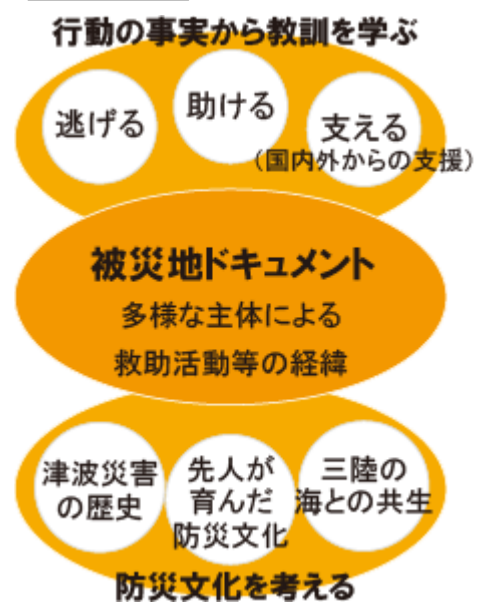 行動の事実から教訓を学ぶ
逃げる
助ける
支える
（国内外からの支援）
被災地ドキュメント
多様な主体による
救助活動等の経緯
津波災害
の歴史
先人が
育んだ
防災文化
三陸の
海との共生
防災文化を考える